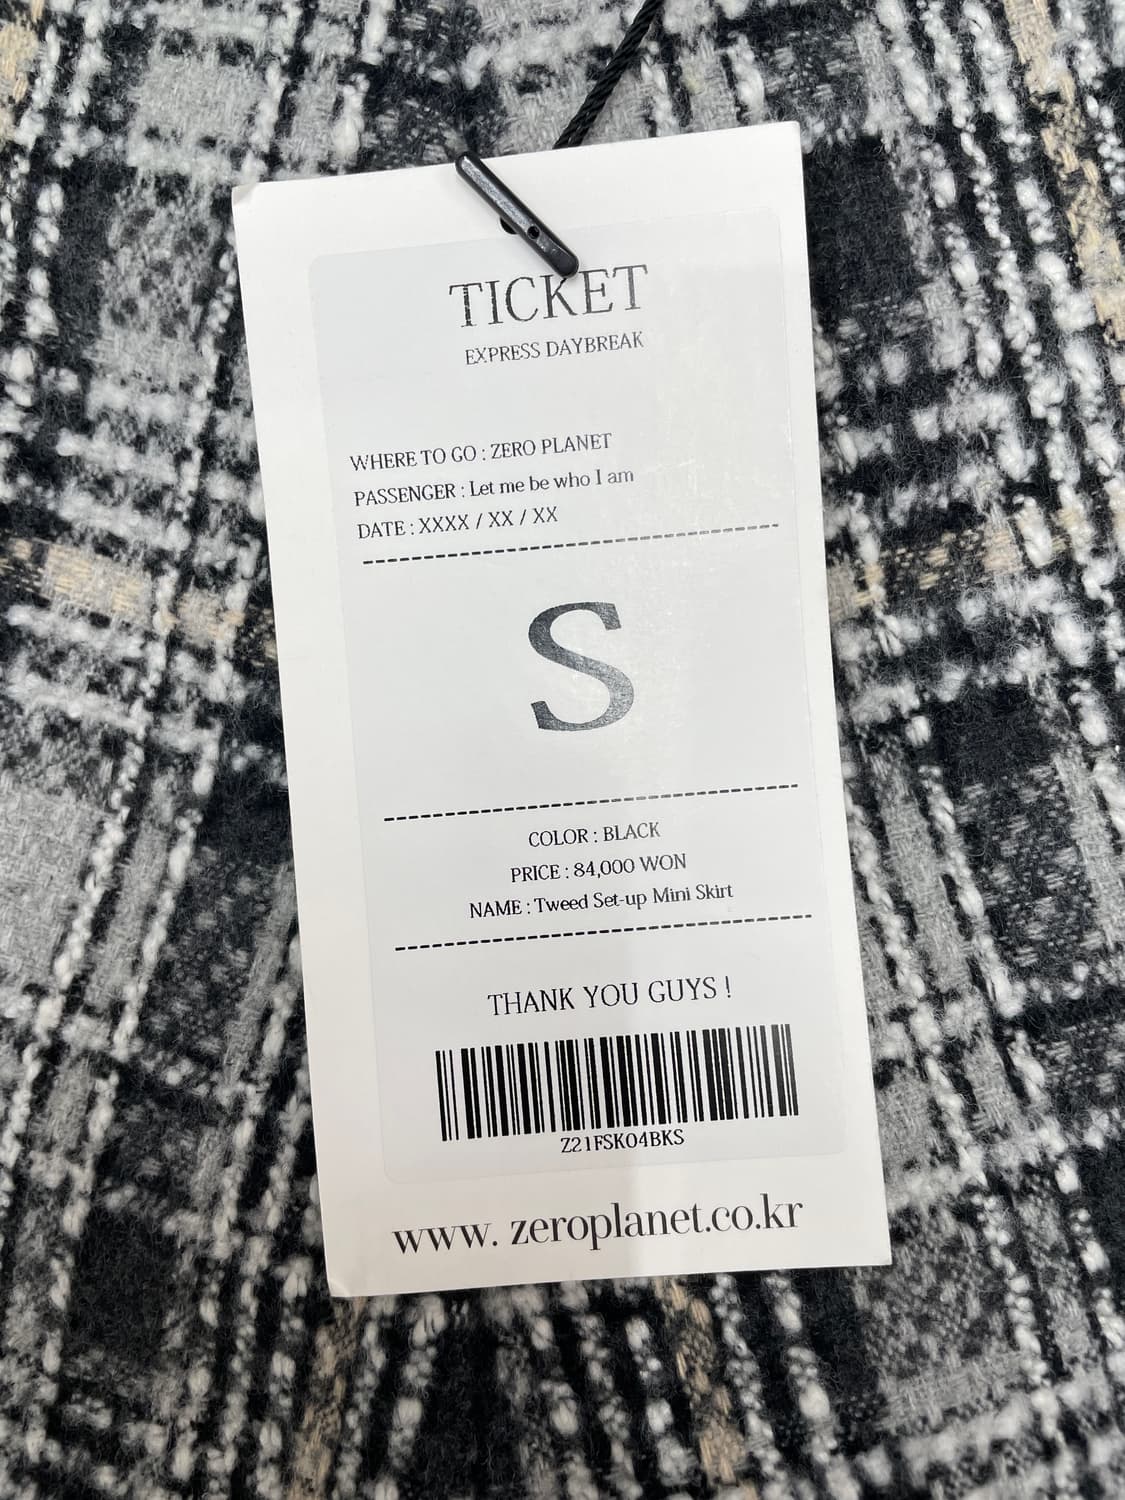 TICKET
EXPRESS DAYBREAK
WHERE TO GO : ZERO PLANET
PASSENGER : Let me be who I am
DATE : XXXX / XX / XX
S
COLOR : BLACK
PRICE : 84,000 WON
NAME : Tweed Set-up Mini Skirt
THANK YOU GUYS !
Z21FSK04BKS
www. zeroplanet.co.kr